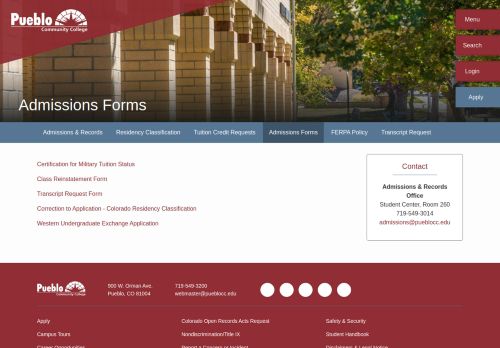 Pueblo
Community College
Menu
Search
Login
Apply
Admissions Forms
Admissions & Records
Residency Classification
Tuition Credit Requests
Admissions Forms
FERPA Policy
Transcript Request
Certification for Military Tuition Status
Class Reinstatement Form
Transcript Request Form
Correction to Application - Colorado Residency Classification
Western Undergraduate Exchange Application
Contact
Admissions & Records
Office
Student Center, Room 260
719-549-3014
admissions@pueblocc.edu
Pueblo
Community College
900 W. Orman Ave.
Pueblo, CO 81004
719-549-3200
webmaster@pueblocc.edu
Apply
Campus Tours
Career Opportunities
Colorado Open Records Acts Request
Nondiscrimination/Title IX
Report a Concern or Incident
Safety & Security
Student Handbook